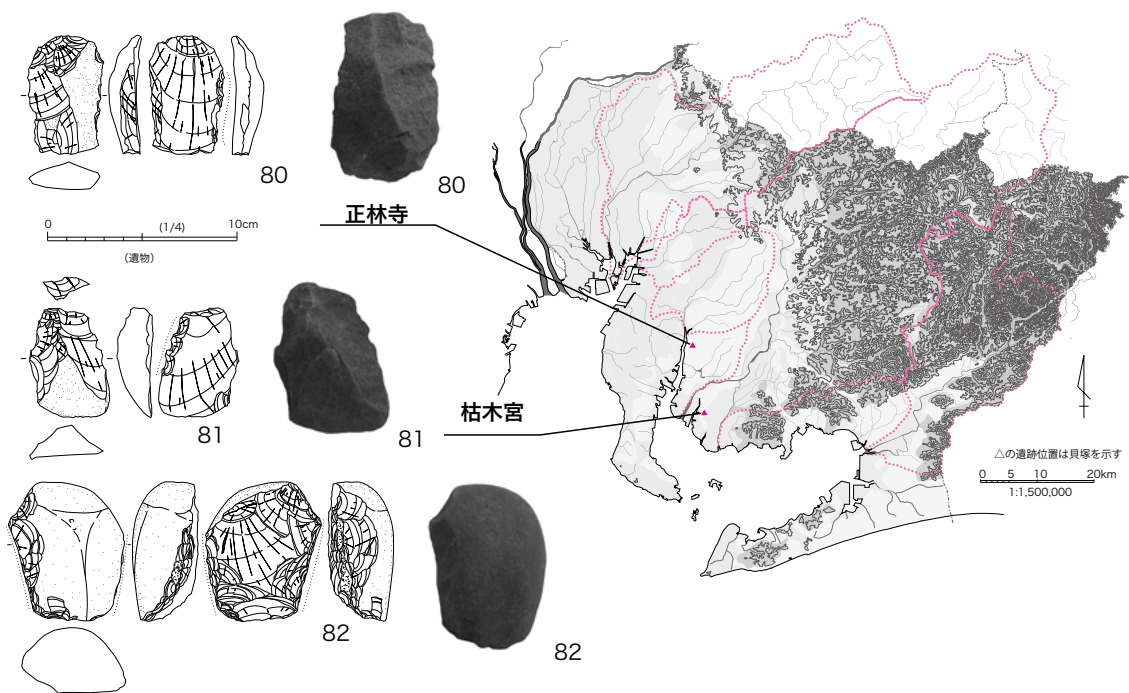 80
80
0 (1/4) 10cm
(遺物)
81
81
82
82
正林寺
枯木宮
△の遺跡位置は貝塚を示す
0 5 10 20km
1:1,500,000